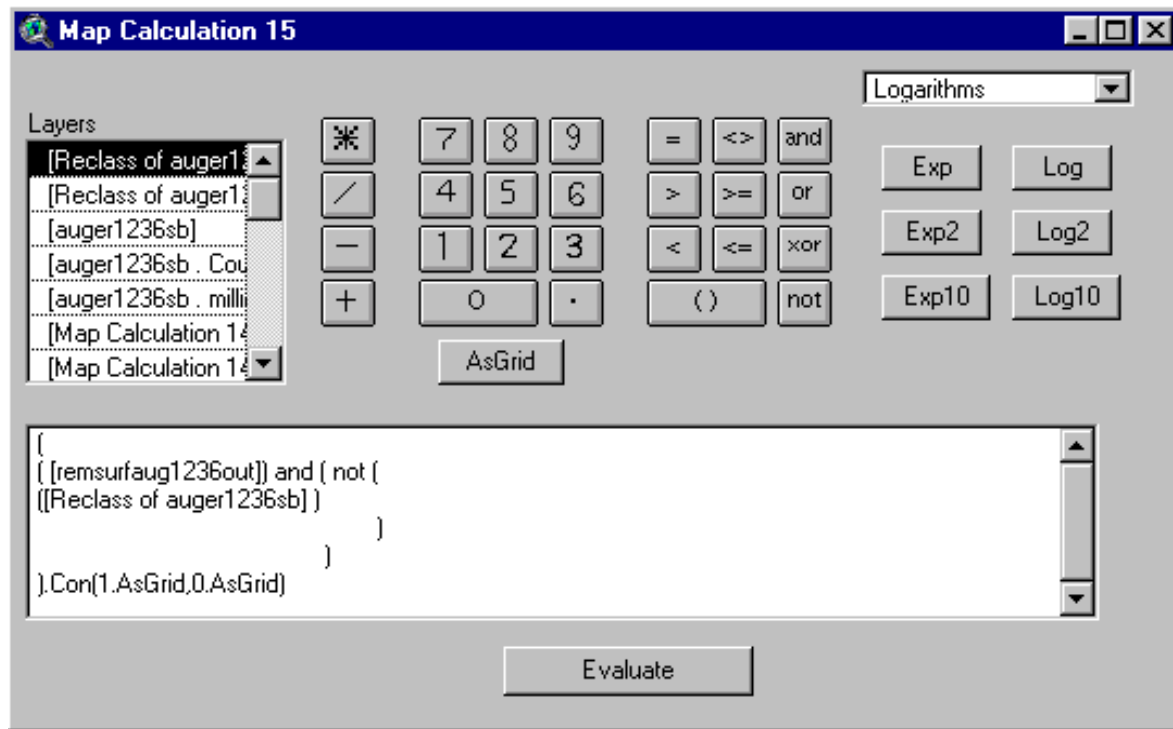 Map Calculation 15
Logarithms
Layers
[Reclass of auger12
[Reclass of auger12
[auger1236sb]
[auger1236sb . Cou
[auger1236sb . milli
[Map Calculation 14
[Map Calculation 14
* 7 8 9 = <> and
/ 4 5 6 > >= or
- 1 2 3 < <= xor
+ 0 . ( ) not
AsGrid
Exp Log
Exp2 Log2
Exp10 Log10
(
( [remsurfaug1236out]) and ( not (
([Reclass of auger1236sb] )
)
)
).Con(1.AsGrid,0.AsGrid)
Evaluate